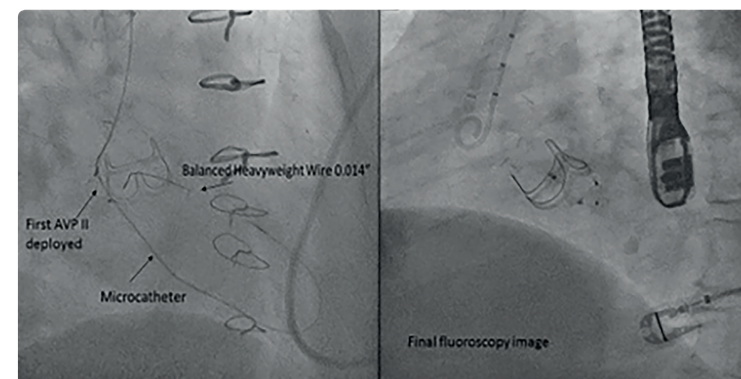 Balanced Heavyweight Wire 0.014"
First AVP II
deployed
Microcatheter
Final fluoroscopy image